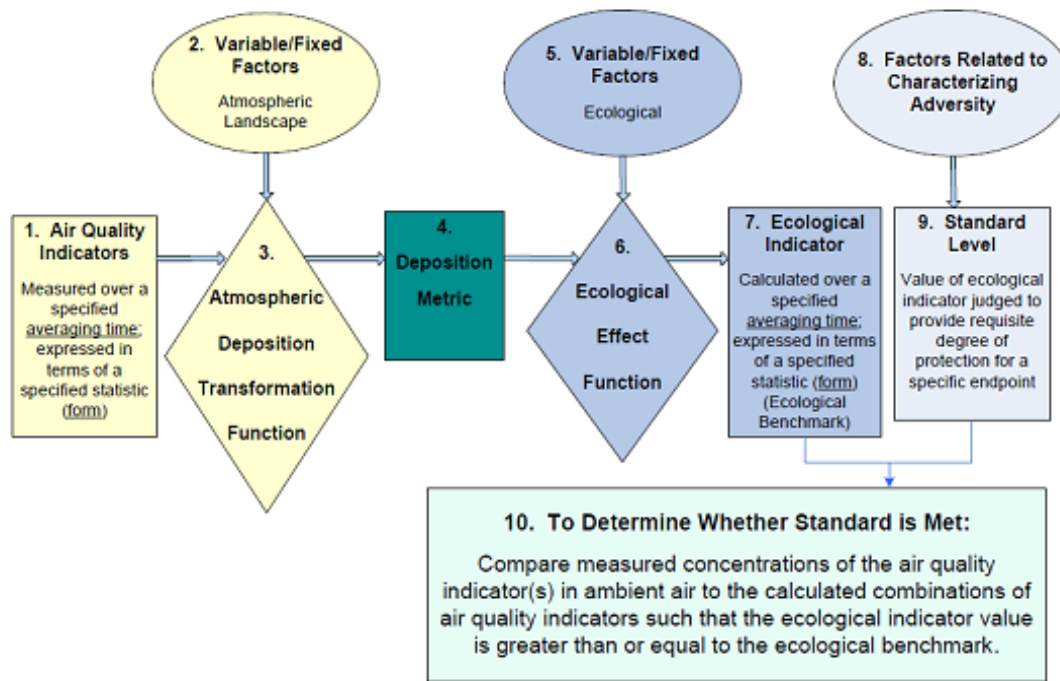 2. Variable/Fixed
Factors
Atmospheric
Landscape
5. Variable/Fixed
Factors
Ecological
8. Factors Related to
Characterizing
Adversity
1. Air Quality
Indicators
Measured over a
specified
averaging time;
expressed in
terms of a
specified statistic
(form)
3.
Atmospheric
Deposition
Transformation
Function
4.
Deposition
Metric
6.
Ecological
Effect
Function
7. Ecological
Indicator
Calculated over a
specified
averaging time;
expressed in terms
of a specified
statistic (form)
(Ecological
Benchmark)
9. Standard
Level
Value of ecological
indicator judged to
provide requisite
degree of
protection for a
specific endpoint
10. To Determine Whether Standard is Met:
Compare measured concentrations of the air quality
indicator(s) in ambient air to the calculated combinations of
air quality indicators such that the ecological indicator value
is greater than or equal to the ecological benchmark.